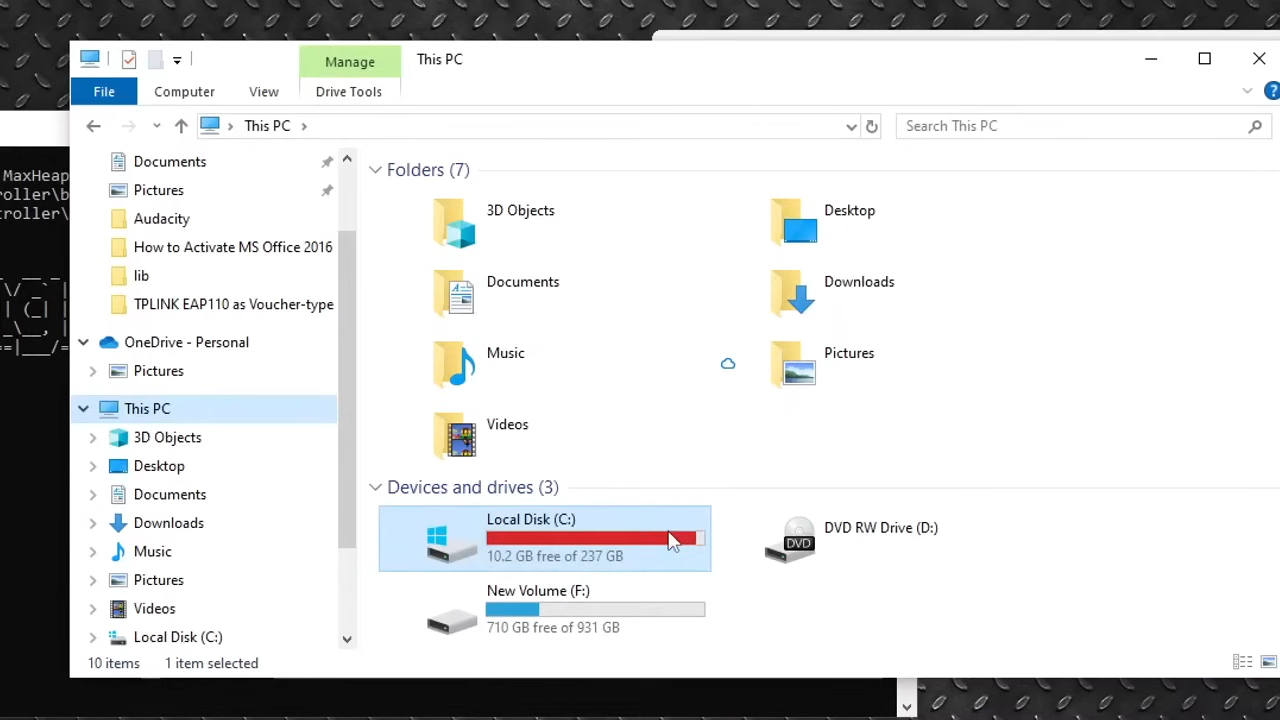 Manage
This PC
File
Computer
View
Drive Tools
This PC
Search This PC
MaxHeap
roller\b
troller\
Documents
Pictures
Audacity
How to Activate MS Office 2016
lib
TPLINK EAP110 as Voucher-type
OneDrive - Personal
Pictures
This PC
3D Objects
Desktop
Documents
Downloads
Music
Pictures
Videos
Local Disk (C:)
Folders (7)
3D Objects
Desktop
Documents
Downloads
Music
Pictures
Videos
Devices and drives (3)
Local Disk (C:)
10.2 GB free of 237 GB
DVD RW Drive (D:)
DVD
New Volume (F:)
710 GB free of 931 GB
10 items
1 item selected